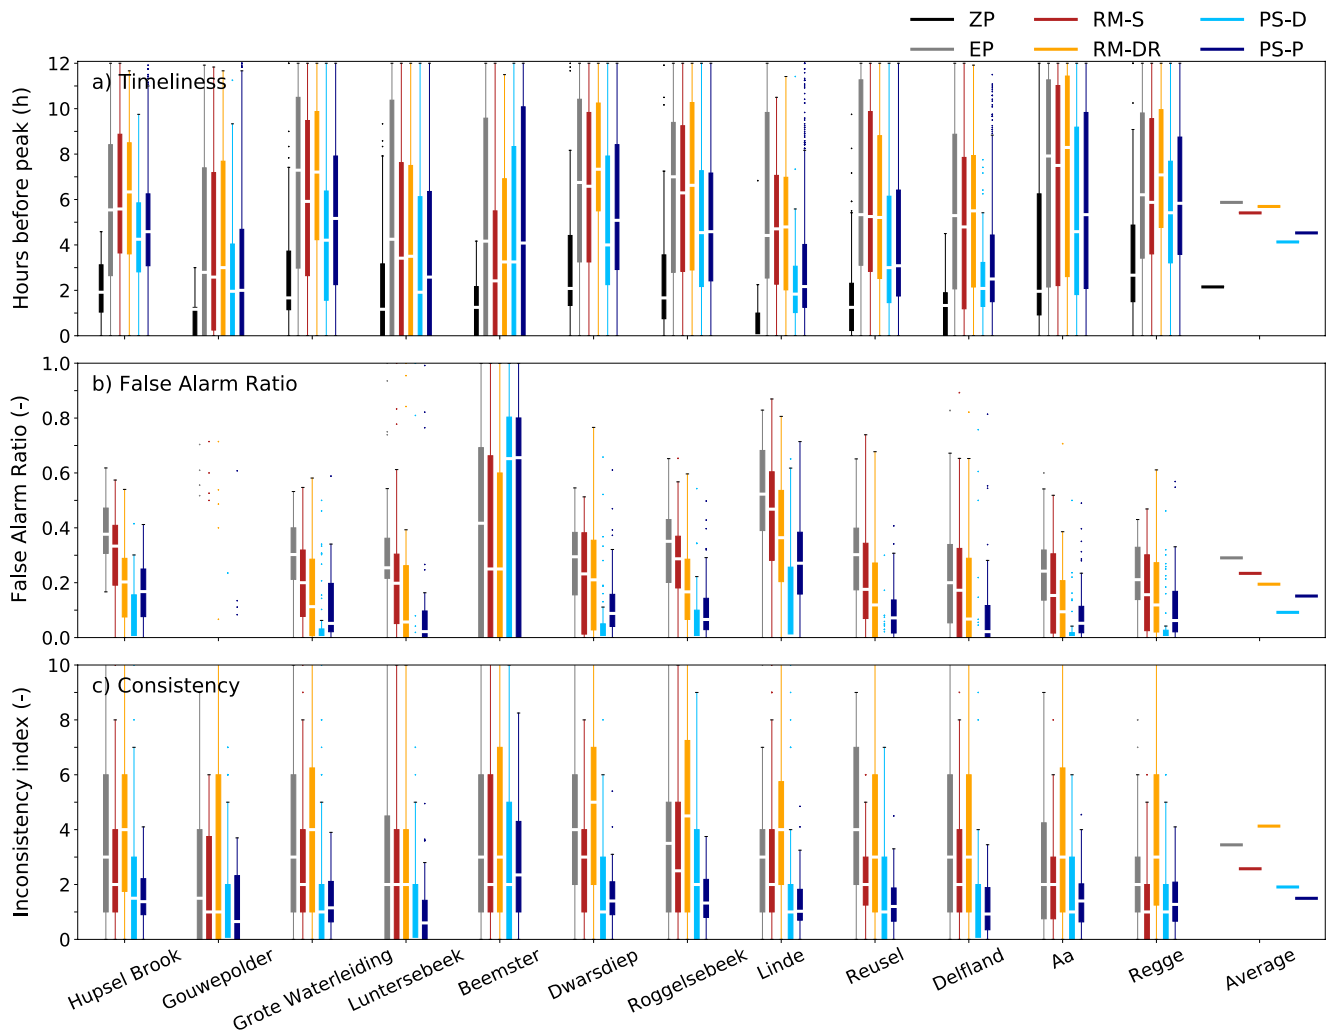 ZP RM-S PS-D
EP RM-DR PS-P
a) Timeliness
Hours before peak (h)
12
10
8
6
4
2
0
b) False Alarm Ratio
False Alarm Ratio (-)
1.0
0.8
0.6
0.4
0.2
0.0
c) Consistency
Inconsistency index (-)
10
8
6
4
2
0
Hupsel Brook
Gouwepolder
Grote Waterleiding
Luntersebeek
Beemster
Dwarsdiep
Roggelsebeek
Linde
Reusel
Delfland
Aa
Regge
Average